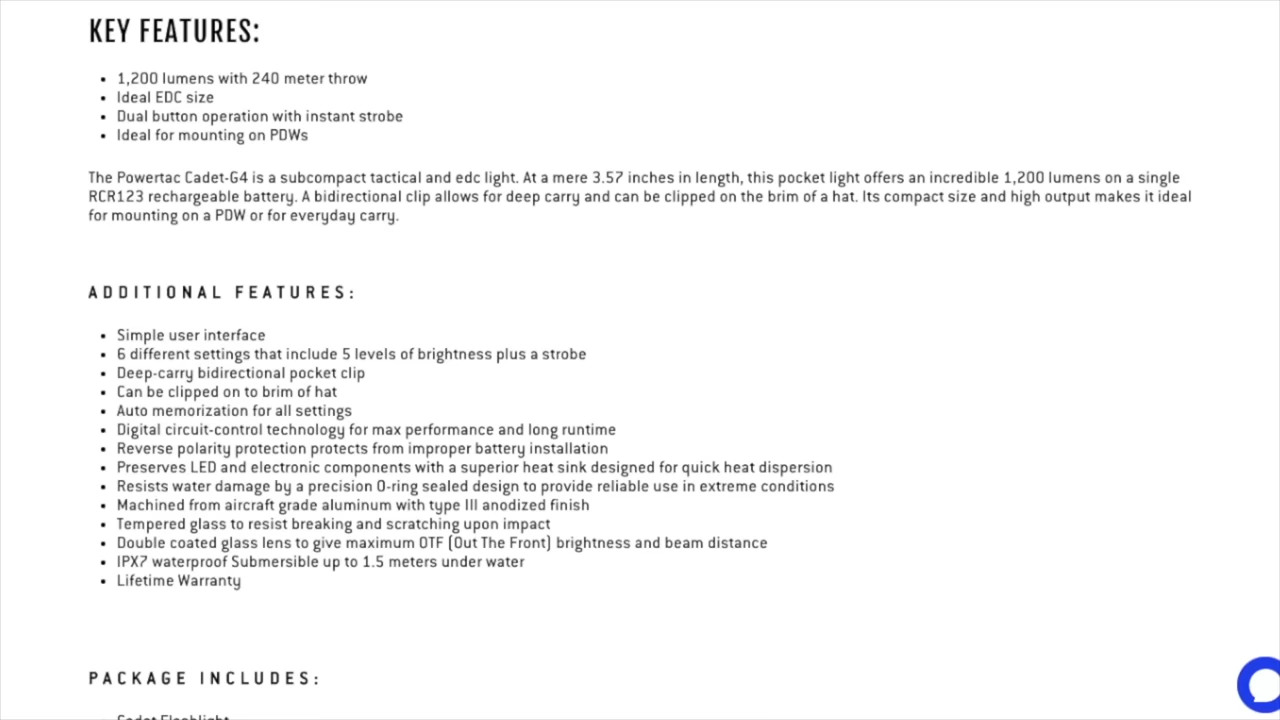 KEY FEATURES:
• 1,200 lumens with 240 meter throw
• Ideal EDC size
• Dual button operation with instant strobe
• Ideal for mounting on PDWs
The Powertac Cadet-G4 is a subcompact tactical and edc light. At a mere 3.57 inches in length, this pocket light offers an incredible 1,200 lumens on a single
RCR123 rechargeable battery. A bidirectional clip allows for deep carry and can be clipped on the brim of a hat. Its compact size and high output makes it ideal
for mounting on a PDW or for everyday carry.
ADDITIONAL FEATURES:
• Simple user interface
• 6 different settings that include 5 levels of brightness plus a strobe
• Deep-carry bidirectional pocket clip
• Can be clipped on to brim of hat
• Auto memorization for all settings
• Digital circuit-control technology for max performance and long runtime
• Reverse polarity protection protects from improper battery installation
• Preserves LED and electronic components with a superior heat sink designed for quick heat dispersion
• Resists water damage by a precision O-ring sealed design to provide reliable use in extreme conditions
• Machined from aircraft grade aluminum with type III anodized finish
• Tempered glass to resist breaking and scratching upon impact
• Double coated glass lens to give maximum OTF (Out The Front) brightness and beam distance
• IPX7 waterproof Submersible up to 1.5 meters under water
• Lifetime Warranty
PACKAGE INCLUDES:
• Cadet Flashlight